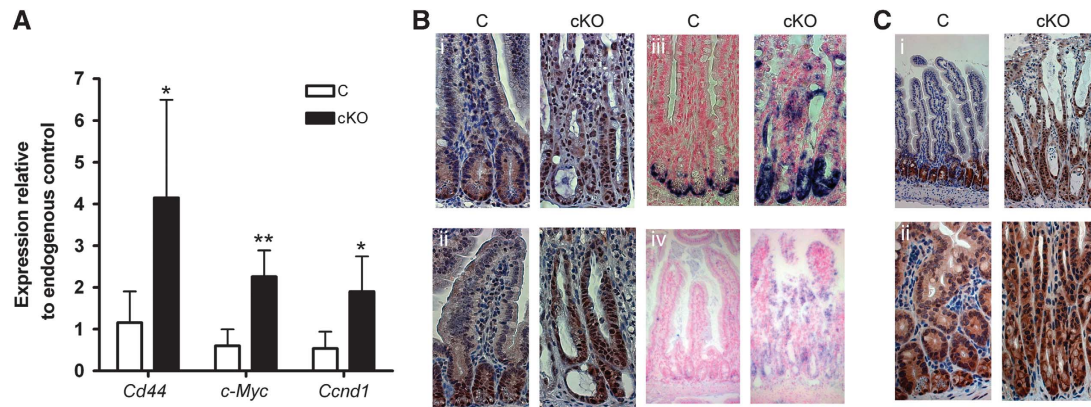 A
Expression relative
to endogenous control
7
6
5
4
3
2
1
0
*
**
*
C
cKO
Cd44
c-Myc
Ccnd1
B
C
cKO
C
cKO
i
iii
ii
iv
C
C
cKO
i
ii